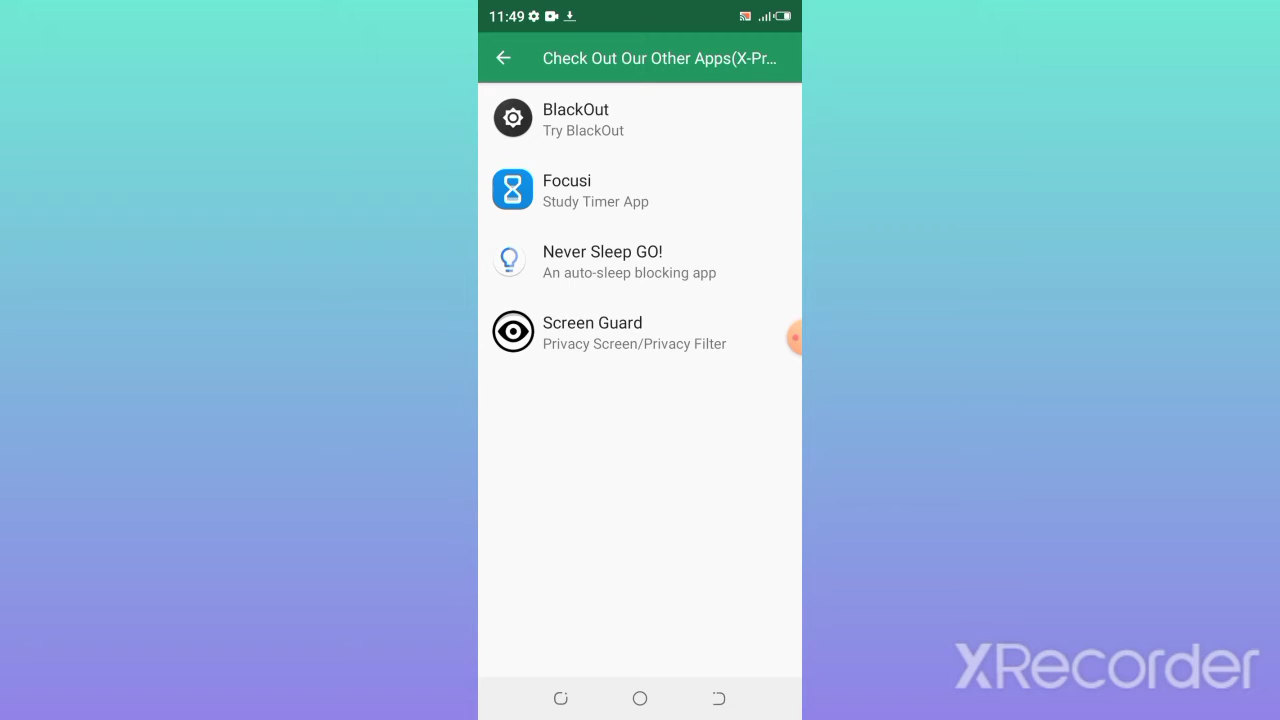 11:49
Check Out Our Other Apps(X-Pr...
BlackOut
Try BlackOut
Focusi
Study Timer App
Never Sleep GO!
An auto-sleep blocking app
Screen Guard
Privacy Screen/Privacy Filter
XRecorder